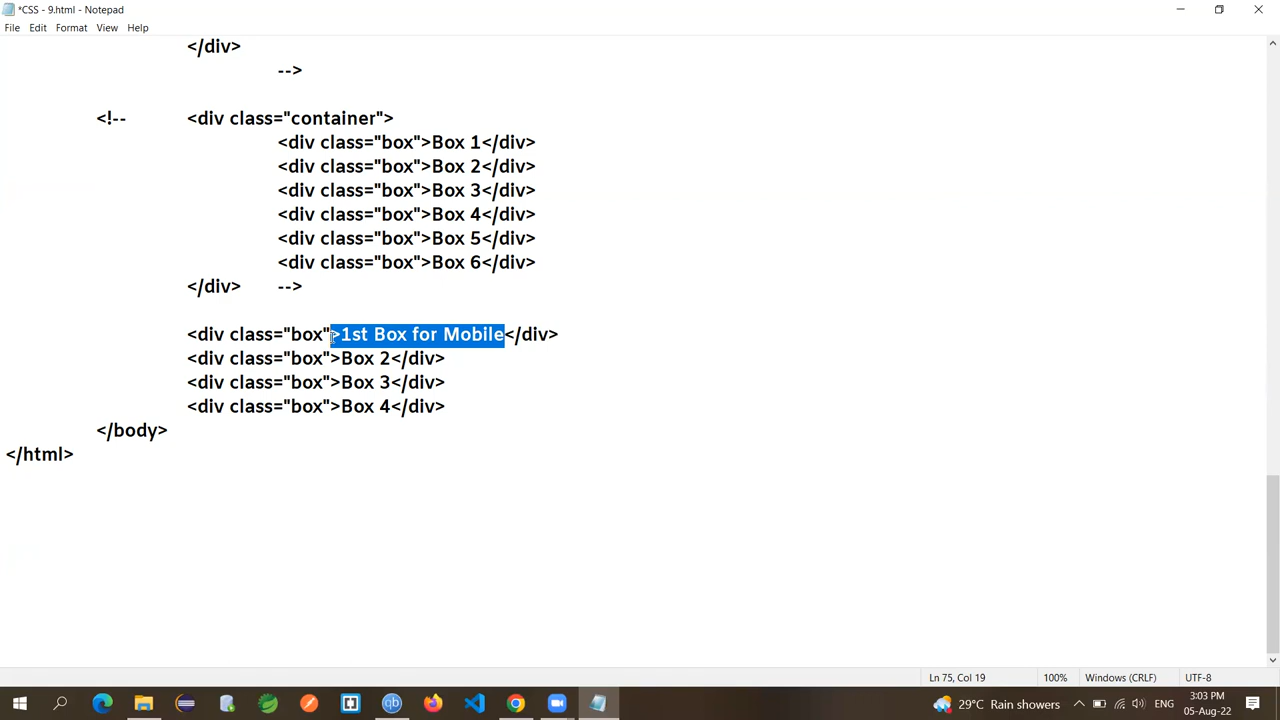 *CSS - 9.html - Notepad
File Edit Format View Help
</div>
-->
<!-- <div class="container">
<div class="box">Box 1</div>
<div class="box">Box 2</div>
<div class="box">Box 3</div>
<div class="box">Box 4</div>
<div class="box">Box 5</div>
<div class="box">Box 6</div>
</div> -->
<div class="box">1st Box for Mobile</div>
<div class="box">Box 2</div>
<div class="box">Box 3</div>
<div class="box">Box 4</div>
</body>
</html>
Ln 75, Col 19 100% Windows (CRLF) UTF-8
qb 29°C Rain showers ENG 3:03 PM
05-Aug-22